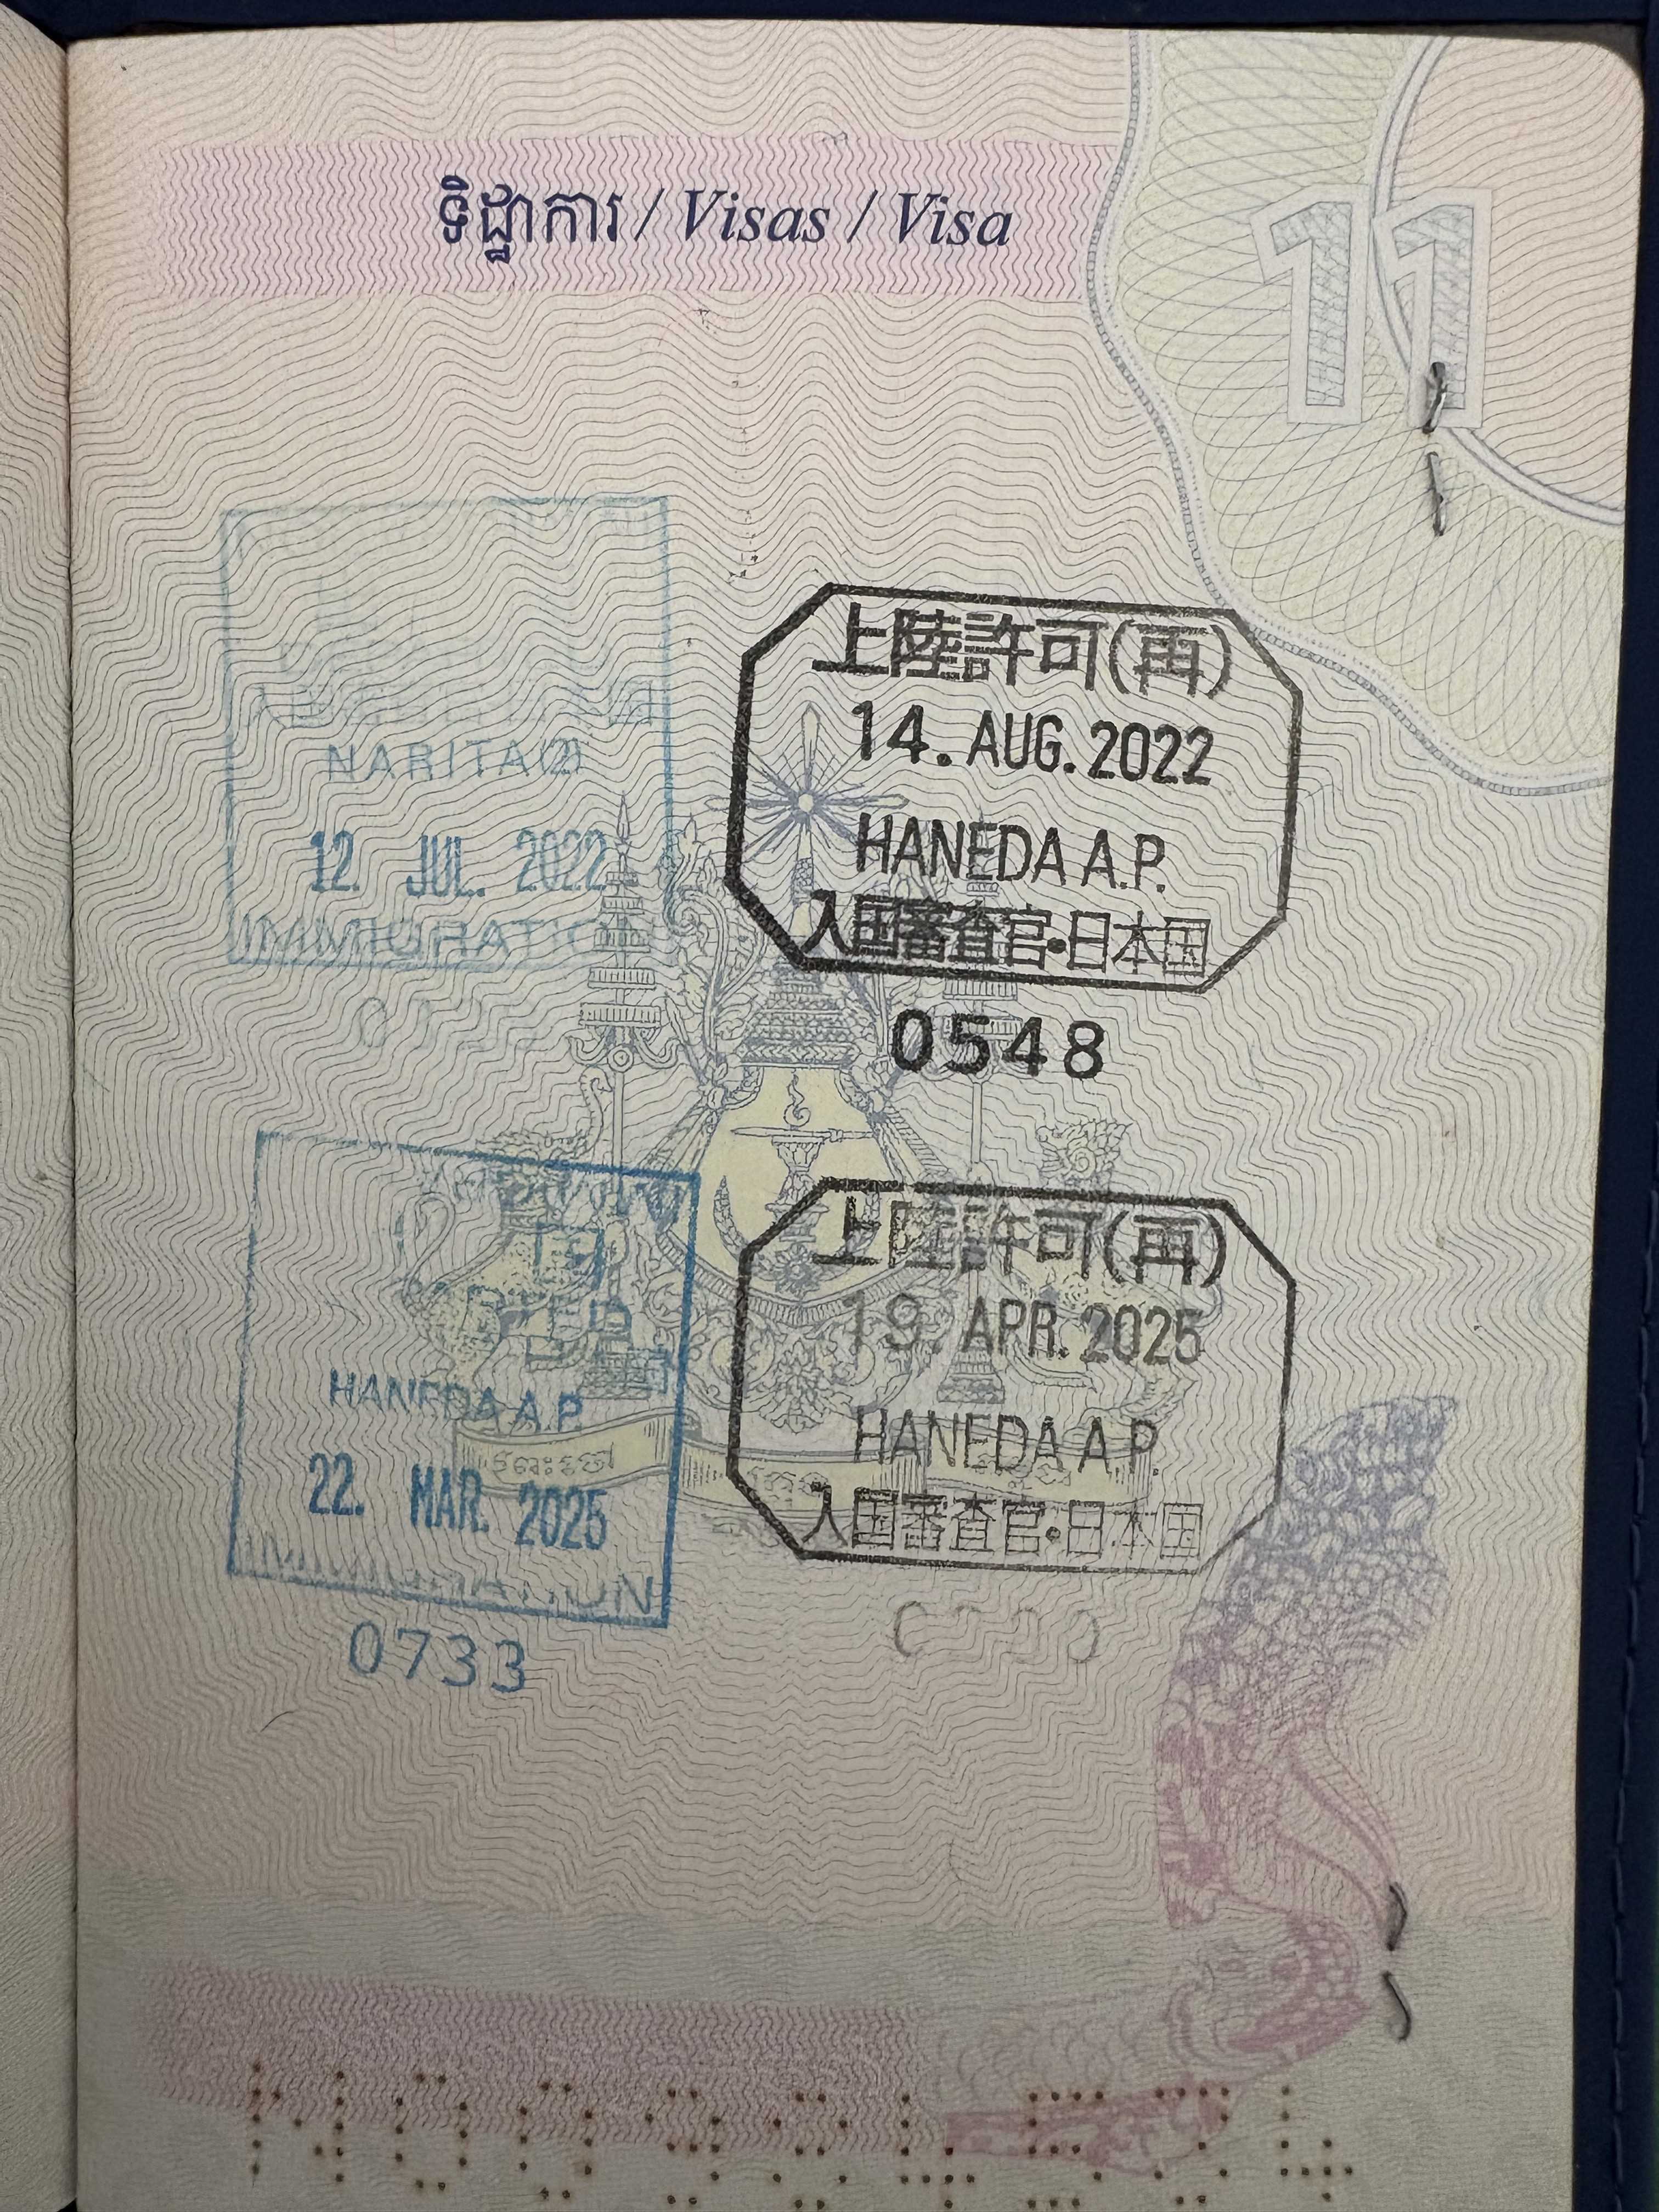 ទិដ្ឋាការ / Visas / Visa
11
NARITA(2)
12. JUL. 2022
IMMIGRATION
上陸許可(再)
14. AUG. 2022
HANEDA A.P.
入国審査官・日本国
0548
HANEDA A.P.
22. MAR. 2025
IMMIGRATION
0733
上陸許可(再)
19. APR. 2025
HANEDA A.P.
入国審査官・日本国